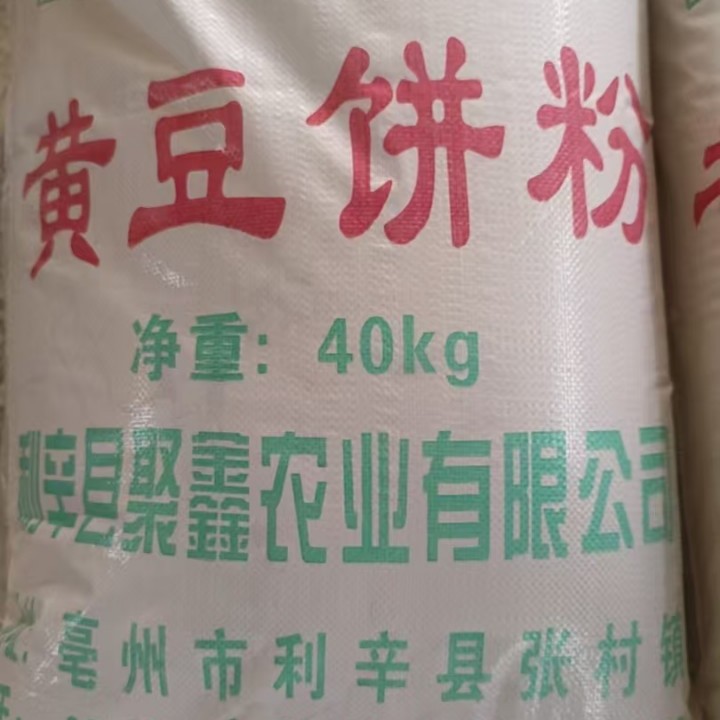 黄豆饼粉
净重：40kg
利辛县聚鑫农业有限公司
亳州市利辛县张村镇